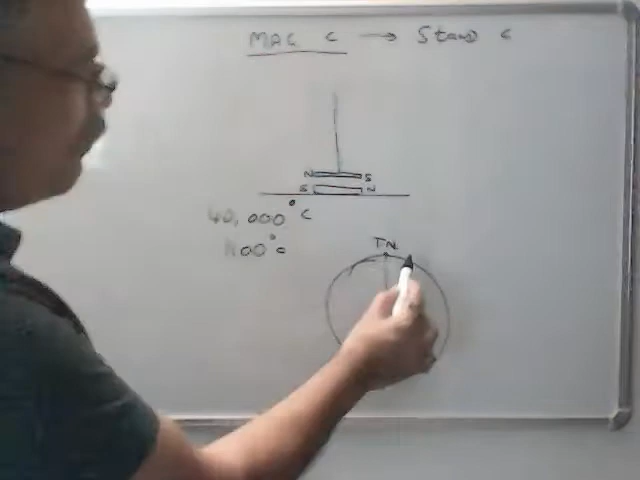 MAG C → Stand C
N S
S N
40,000°C
800°C
TN